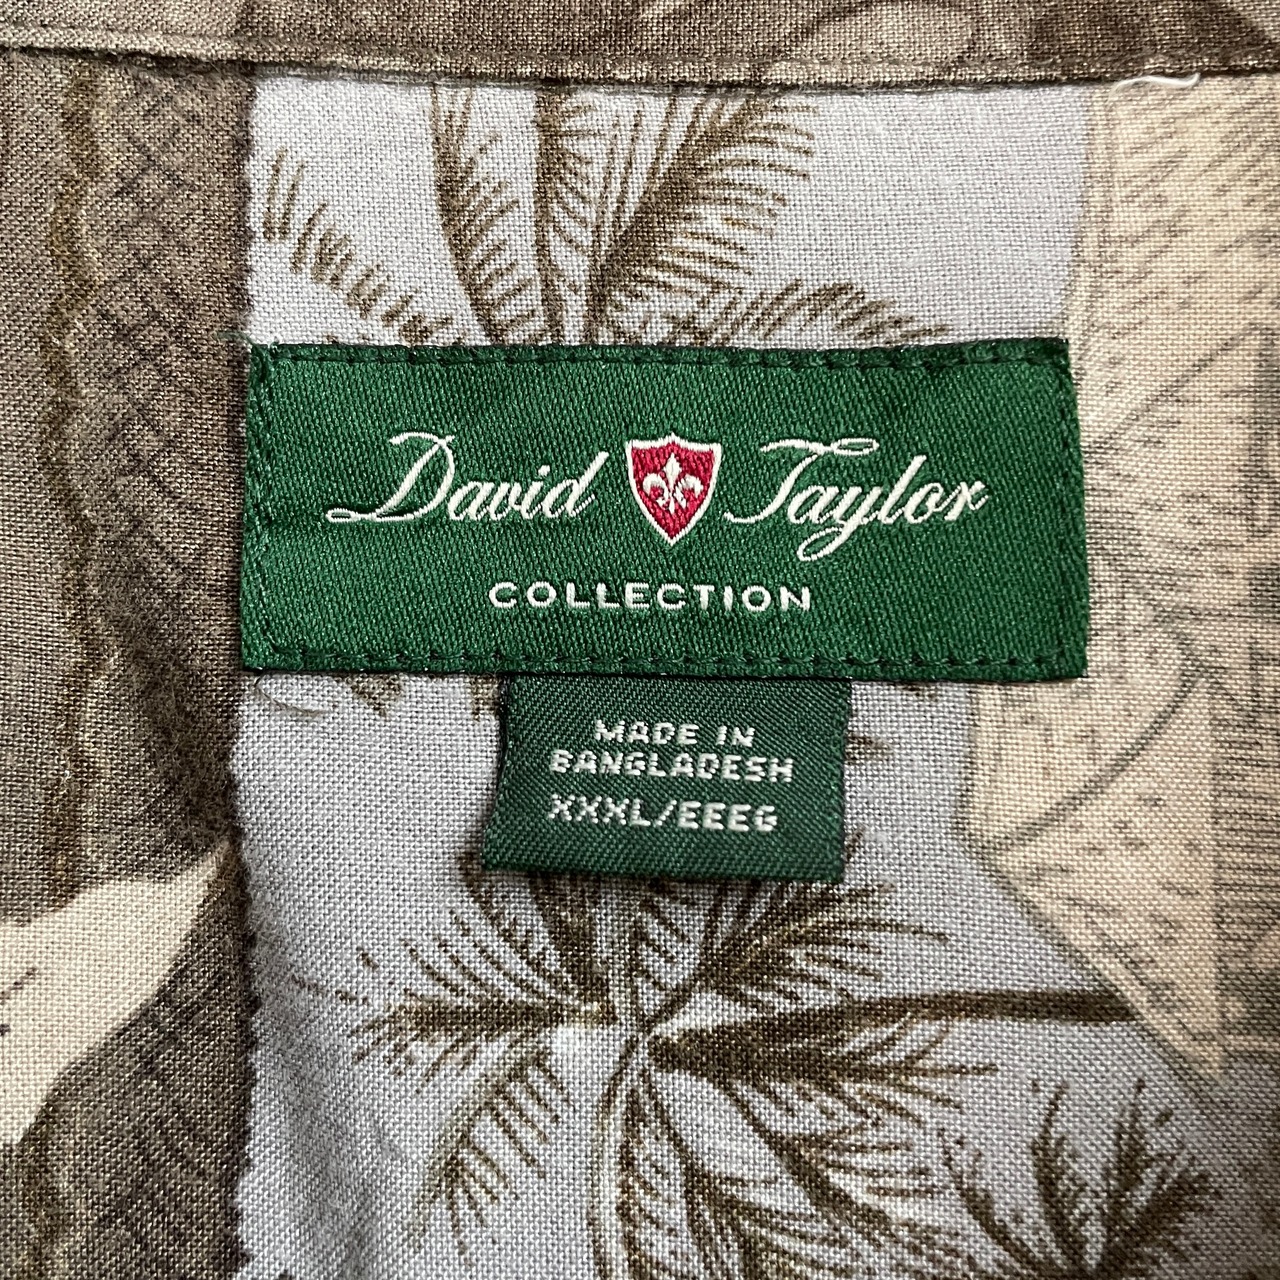 David Taylor
COLLECTION
MADE IN
BANGLADESH
XXXL/EEEG